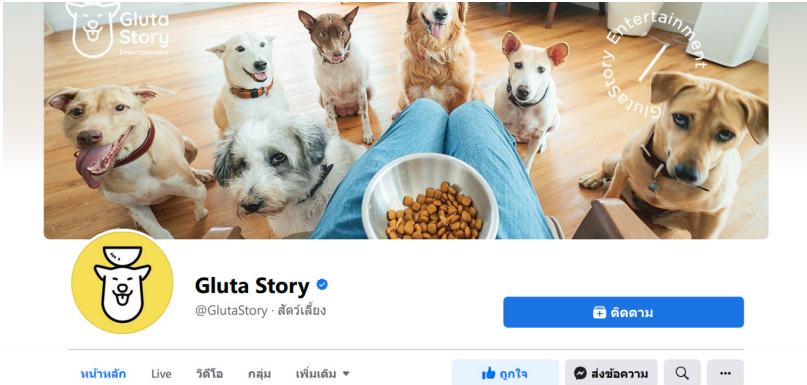 Gluta
Story
Entertainment
GlutaStory Entertainment
Gluta Story
@GlutaStory · สัตว์เลี้ยง
ติดตาม
หน้าหลัก Live วิดีโอ กลุ่ม เพิ่มเติม ถูกใจ ส่งข้อความ